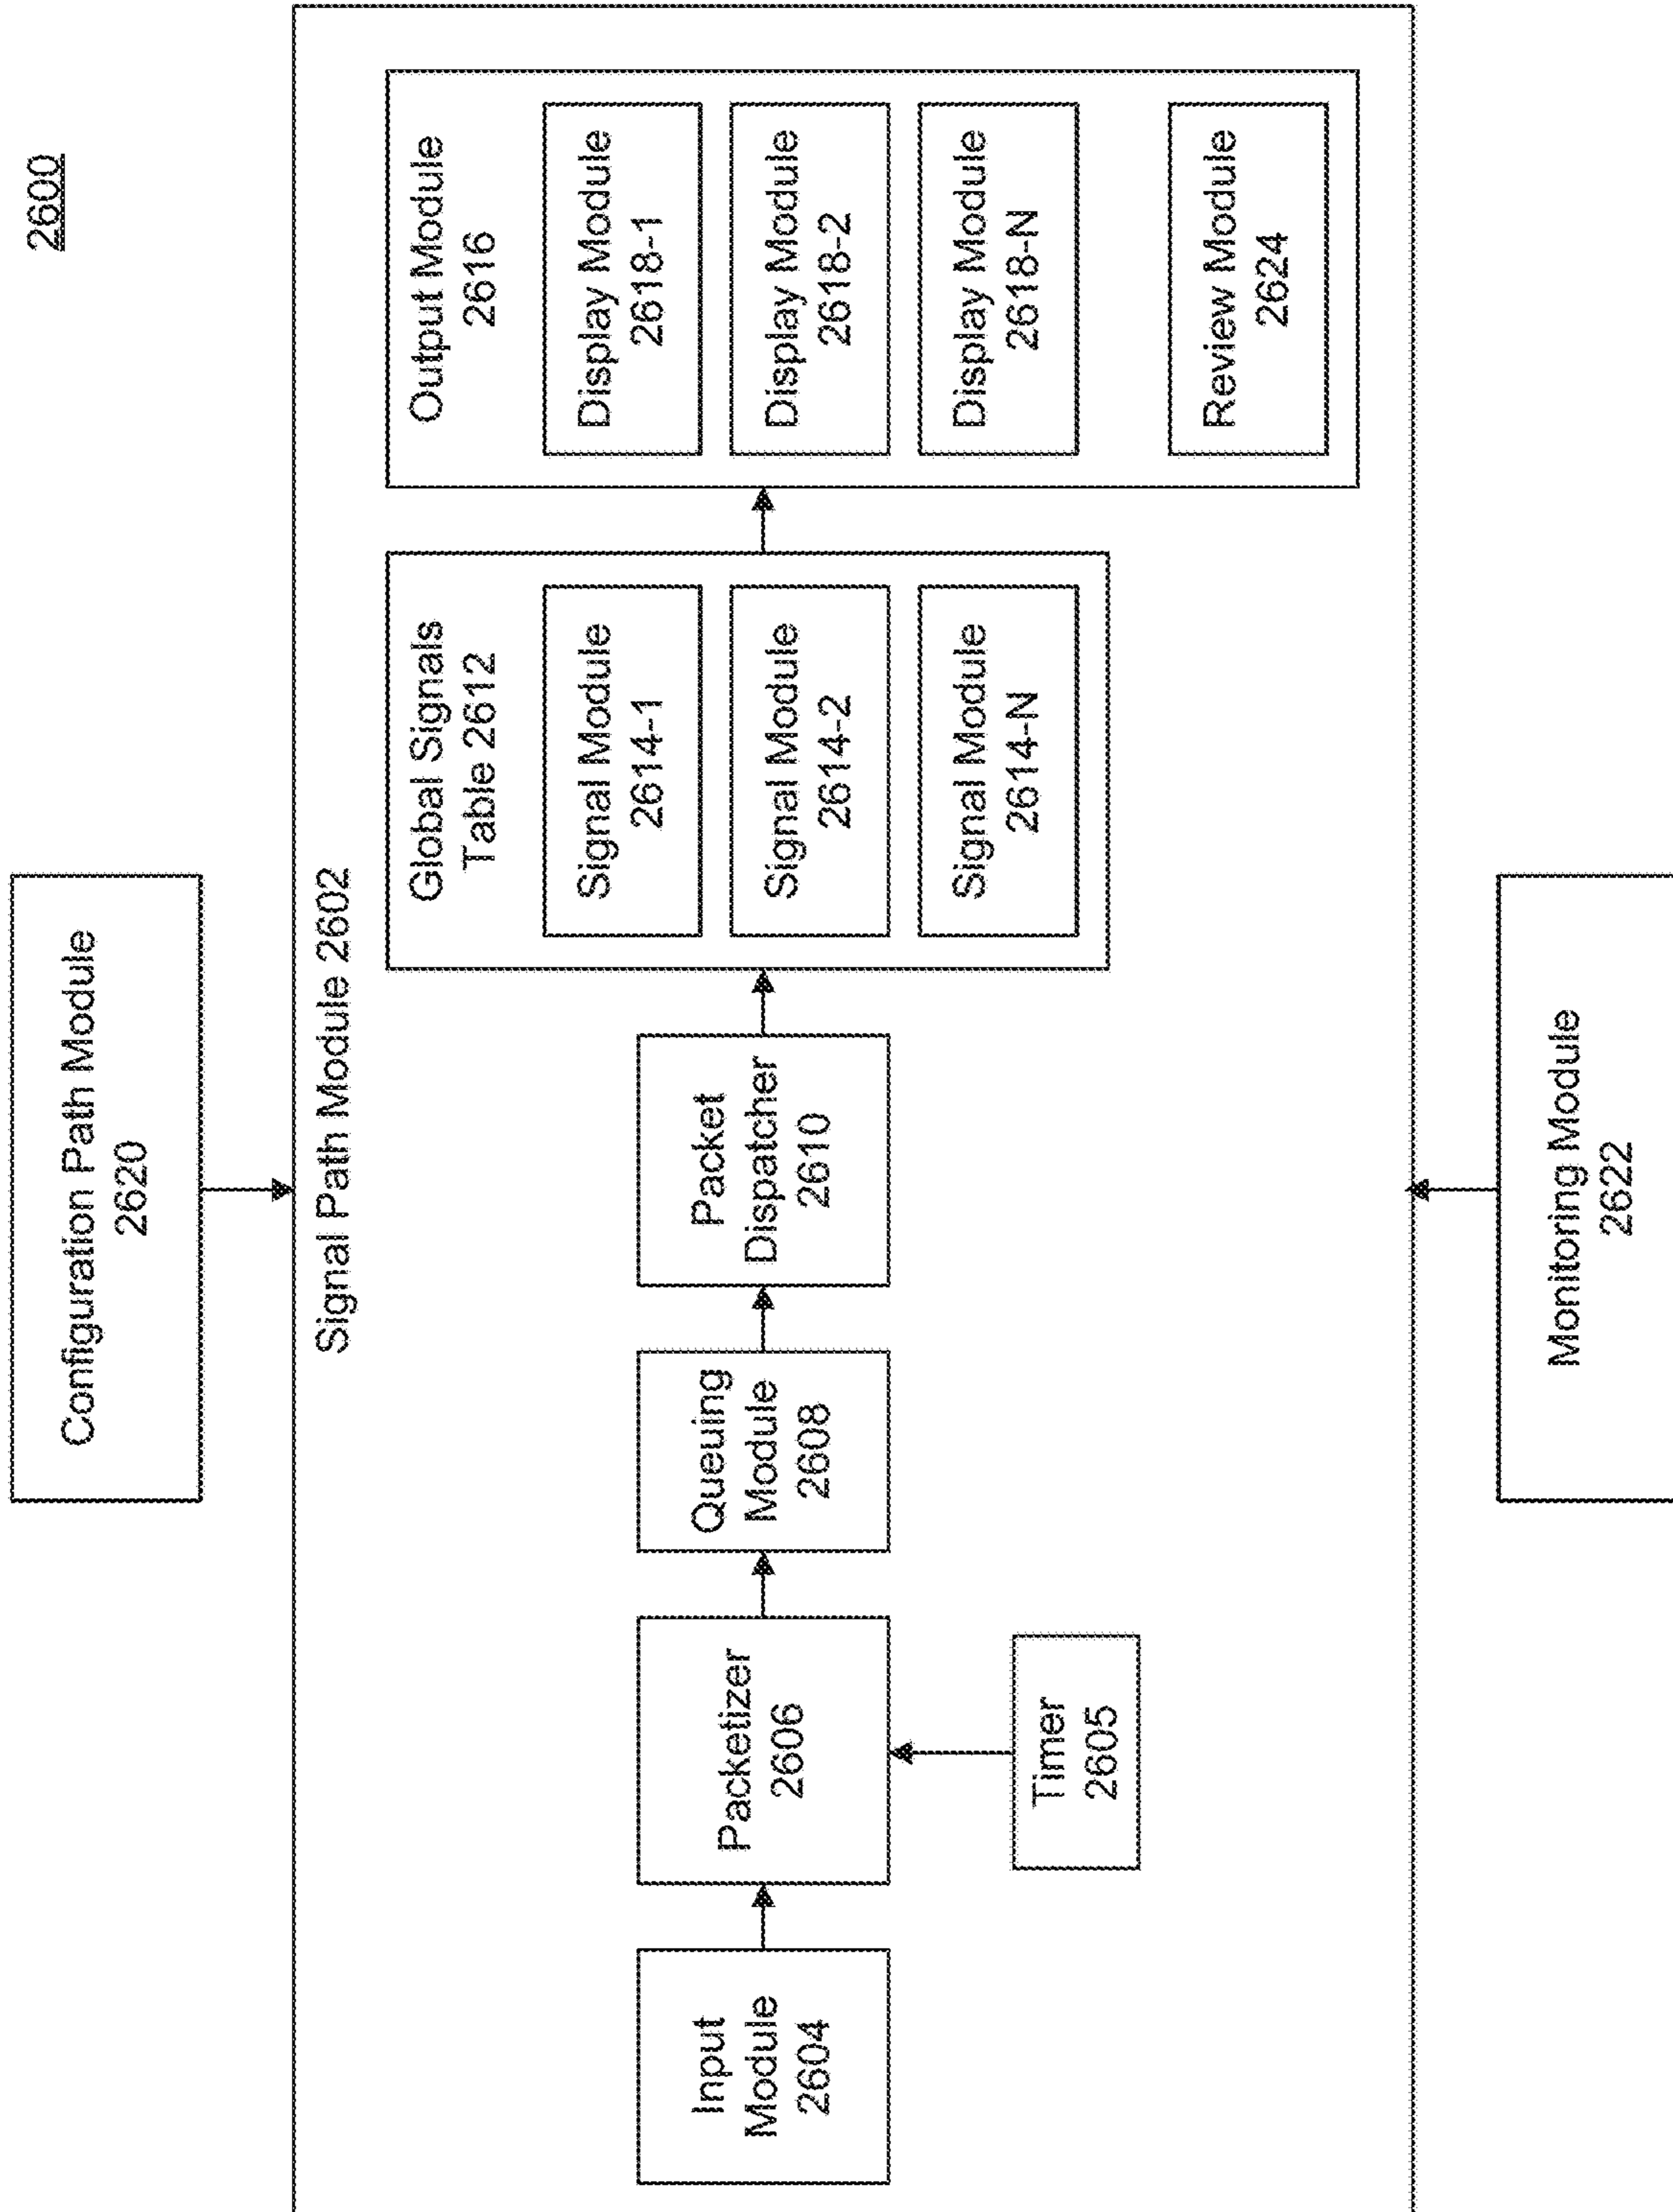 2600
Configuration Path Module
2620
Signal Path Module 2602
Input
Module
2604
Packetizer
2606
Timer
2605
Queuing
Module
2608
Packet
Dispatcher
2610
Global Signals
Table 2612
Signal Module
2614-1
Signal Module
2614-2
Signal Module
2614-N
Output Module
2616
Display Module
2618-1
Display Module
2618-2
Display Module
2618-N
Review Module
2624
Monitoring Module
2622